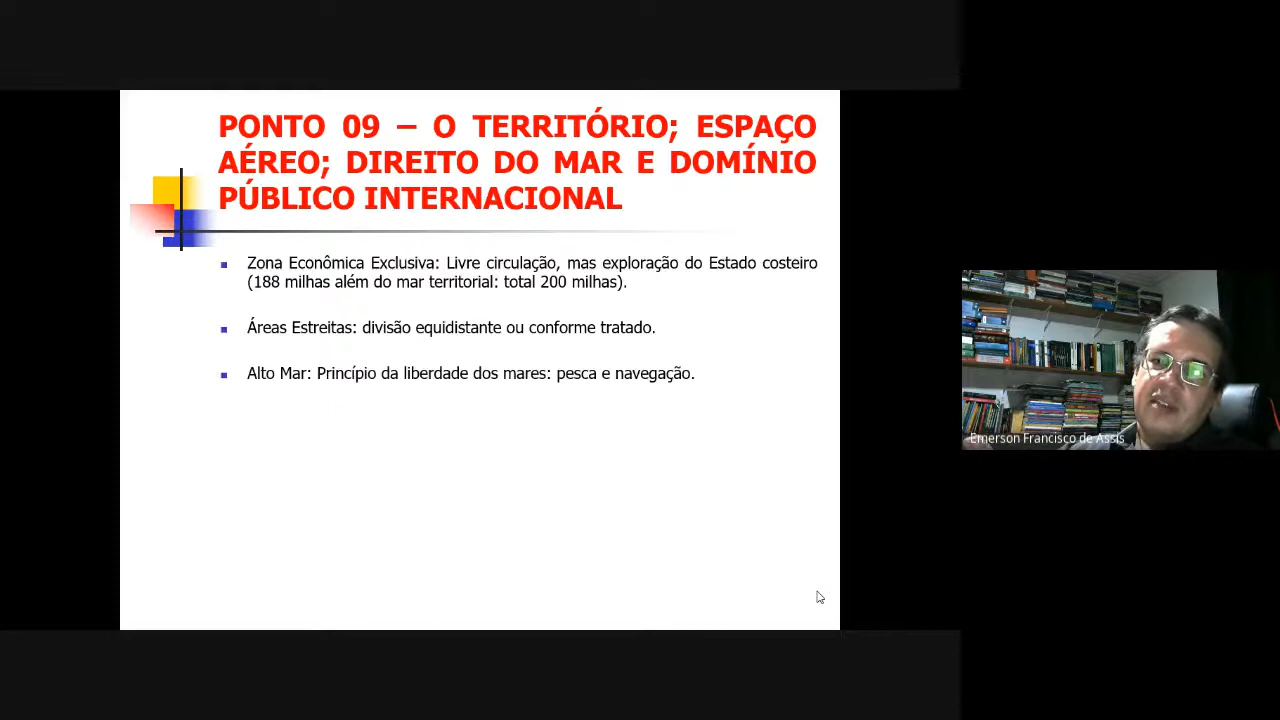 PONTO 09 – O TERRITÓRIO; ESPAÇO
AÉREO; DIREITO DO MAR E DOMÍNIO
PÚBLICO INTERNACIONAL
Zona Econômica Exclusiva: Livre circulação, mas exploração do Estado costeiro
(188 milhas além do mar territorial: total 200 milhas).
Áreas Estreitas: divisão equidistante ou conforme tratado.
Alto Mar: Princípio da liberdade dos mares: pesca e navegação.
Emerson Francisco de Assis